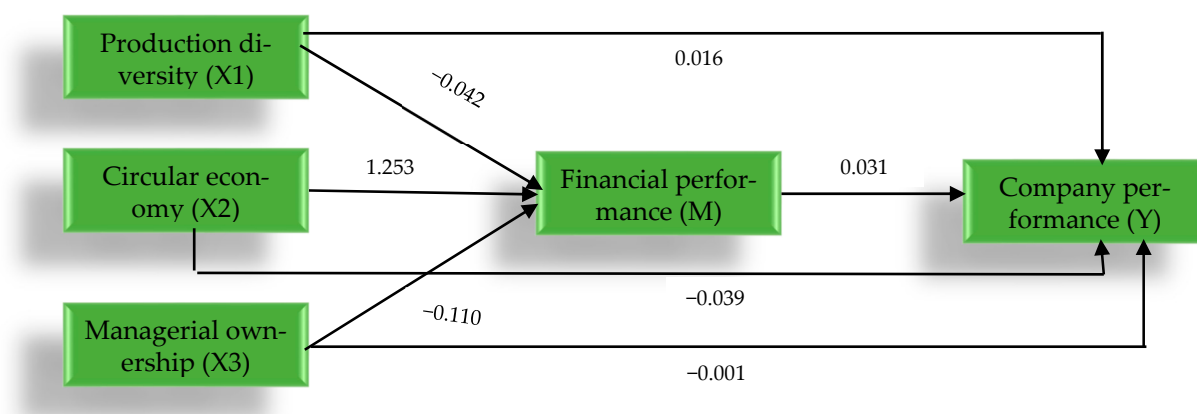 Production di-
versity (X1)
0.016
−0.042
Circular econ-
omy (X2)
1.253
Financial perfor-
mance (M)
0.031
Company per-
formance (Y)
−0.039
Managerial own-
ership (X3)
−0.110
−0.001